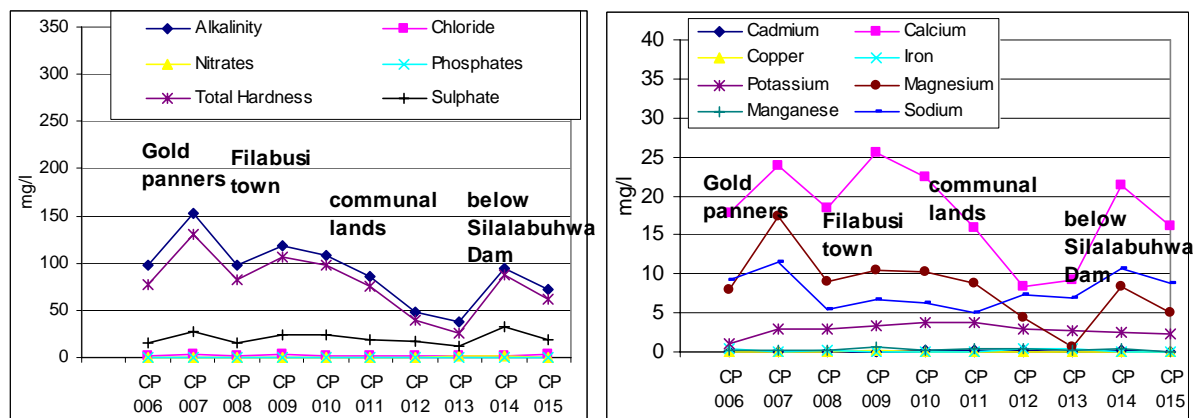 350
300
250
200
150
100
50
0
mg/l
Alkalinity
Chloride
Nitrates
Phosphates
Total Hardness
Sulphate
Gold
panners
Filabusi
town
communal
lands
below
Silalabuhwa
Dam
CP CP CP CP CP CP CP CP CP CP
006 007 008 009 010 011 012 013 014 015
40
35
30
25
20
15
10
5
0
mg/l
Cadmium
Calcium
Copper
Iron
Potassium
Magnesium
Manganese
Sodium
Gold
panners
Filabusi
town
communal
lands
below
Silalabuhwa
Dam
CP CP CP CP CP CP CP CP CP CP
006 007 008 009 010 011 012 013 014 015